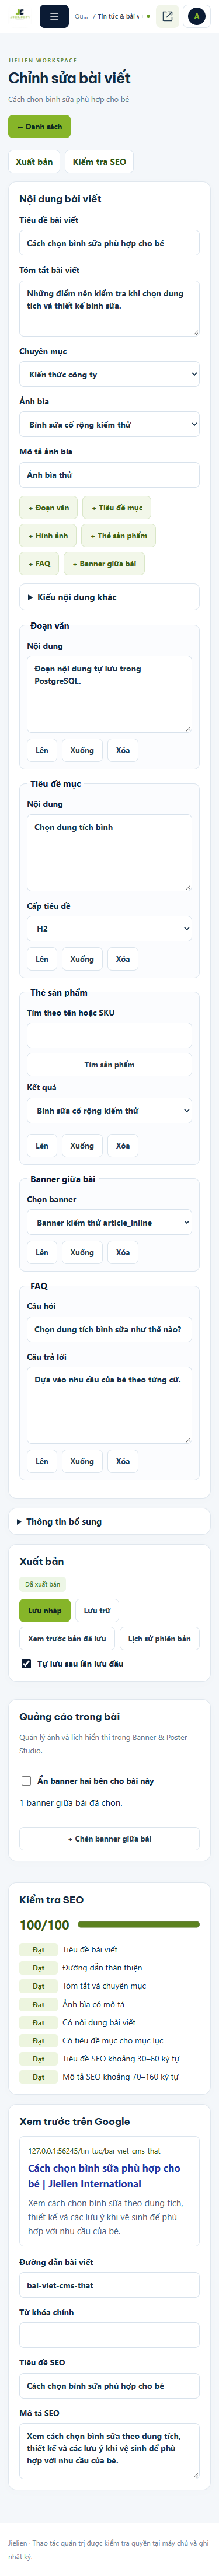 Qu... / Tin tức & bài v
A
JIELIEN WORKSPACE
Chỉnh sửa bài viết
Cách chọn bình sữa phù hợp cho bé
← Danh sách
Xuất bản
Kiểm tra SEO
Nội dung bài viết
Tiêu đề bài viết
Cách chọn bình sữa phù hợp cho bé
Tóm tắt bài viết
Những điểm nên kiểm tra khi chọn dung
tích và thiết kế bình sữa.
Chuyên mục
Kiến thức công ty
Ảnh bìa
Bình sữa cổ rộng kiểm thử
Mô tả ảnh bìa
Ảnh bìa thử
+ Đoạn văn
+ Tiêu đề mục
+ Hình ảnh
+ Thẻ sản phẩm
+ FAQ
+ Banner giữa bài
▶ Kiểu nội dung khác
Đoạn văn
Nội dung
Đoạn nội dung tự lưu trong
PostgreSQL.
Lên
Xuống
Xóa
Tiêu đề mục
Nội dung
Chọn dung tích bình
Cấp tiêu đề
H2
Lên
Xuống
Xóa
Thẻ sản phẩm
Tìm theo tên hoặc SKU
Tìm sản phẩm
Kết quả
Bình sữa cổ rộng kiểm thử
Lên
Xuống
Xóa
Banner giữa bài
Chọn banner
Banner kiểm thử article_inline
Lên
Xuống
Xóa
FAQ
Câu hỏi
Chọn dung tích bình sữa như thế nào?
Câu trả lời
Dựa vào nhu cầu của bé theo từng cữ.
Lên
Xuống
Xóa
▶ Thông tin bổ sung
Xuất bản
Đã xuất bản
Lưu nháp
Lưu trữ
Xem trước bản đã lưu
Lịch sử phiên bản
Tự lưu sau lần lưu đầu
Quảng cáo trong bài
Quản lý ảnh và lịch hiển thị trong Banner & Poster
Studio.
Ẩn banner hai bên cho bài này
1 banner giữa bài đã chọn.
+ Chèn banner giữa bài
Kiểm tra SEO
100/100
Đạt Tiêu đề bài viết
Đạt Đường dẫn thân thiện
Đạt Tóm tắt và chuyên mục
Đạt Ảnh bìa có mô tả
Đạt Có nội dung bài viết
Đạt Có tiêu đề mục cho mục lục
Đạt Tiêu đề SEO khoảng 30–60 ký tự
Đạt Mô tả SEO khoảng 70–160 ký tự
Xem trước trên Google
127.0.0.1:56245/tin-tuc/bai-viet-cms-that
Cách chọn bình sữa phù hợp cho
bé | Jielien International
Xem cách chọn bình sữa theo dung tích,
thiết kế và các lưu ý khi vệ sinh để phù
hợp với nhu cầu của bé.
Đường dẫn bài viết
bai-viet-cms-that
Từ khóa chính
Tiêu đề SEO
Cách chọn bình sữa phù hợp cho bé
Mô tả SEO
Xem cách chọn bình sữa theo dung tích,
thiết kế và các lưu ý khi vệ sinh để phù
hợp với nhu cầu của bé.
Jielien · Thao tác quản trị được kiểm tra quyền tại máy chủ và ghi
nhật ký.